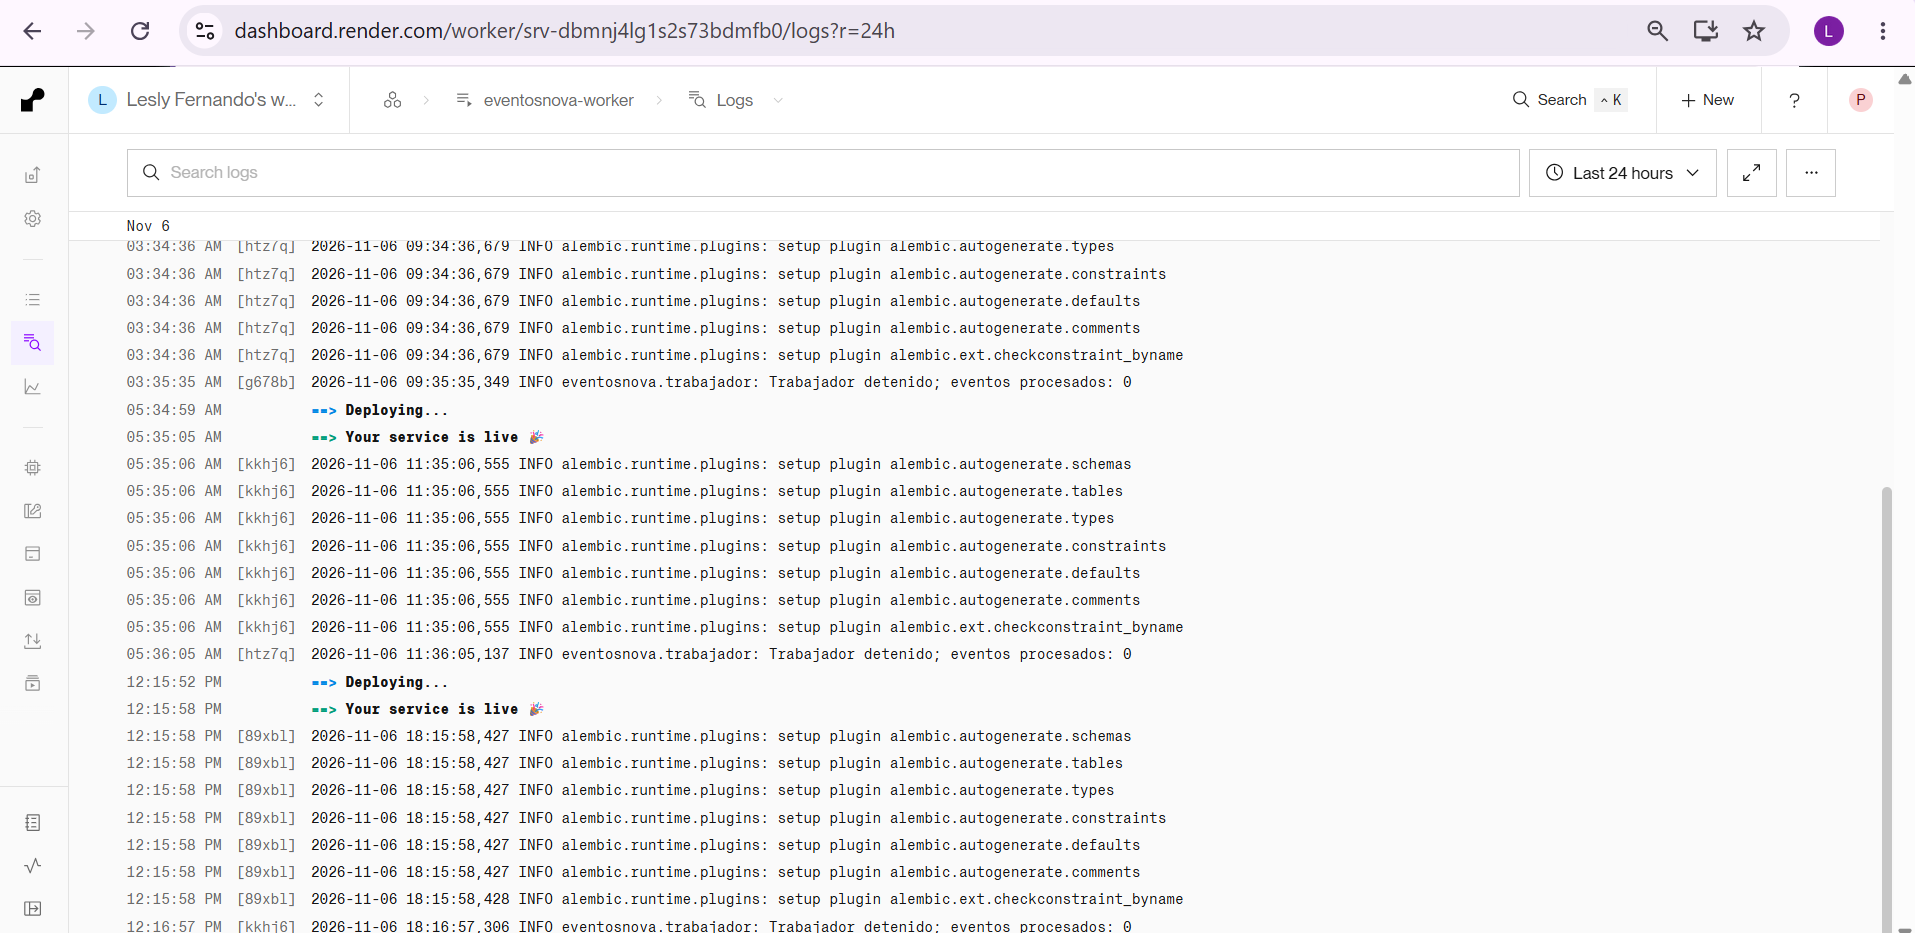 dashboard.render.com/worker/srv-dbmnj4lg1s2s73bdmfb0/logs?r=24h
L
L Lesly Fernando's w... eventosnova-worker Logs Search ^ K + New ? P
Search logs Last 24 hours ...
Nov 6
03:34:36 AM [htz7q] 2026-11-06 09:34:36,679 INFO alembic.runtime.plugins: setup plugin alembic.autogenerate.types
03:34:36 AM [htz7q] 2026-11-06 09:34:36,679 INFO alembic.runtime.plugins: setup plugin alembic.autogenerate.constraints
03:34:36 AM [htz7q] 2026-11-06 09:34:36,679 INFO alembic.runtime.plugins: setup plugin alembic.autogenerate.defaults
03:34:36 AM [htz7q] 2026-11-06 09:34:36,679 INFO alembic.runtime.plugins: setup plugin alembic.autogenerate.comments
03:34:36 AM [htz7q] 2026-11-06 09:34:36,679 INFO alembic.runtime.plugins: setup plugin alembic.ext.checkconstraint_byname
03:35:35 AM [g678b] 2026-11-06 09:35:35,349 INFO eventosnova.trabajador: Trabajador detenido; eventos procesados: 0
05:34:59 AM ==> Deploying...
05:35:05 AM ==> Your service is live 🎉
05:35:06 AM [kkhj6] 2026-11-06 11:35:06,555 INFO alembic.runtime.plugins: setup plugin alembic.autogenerate.schemas
05:35:06 AM [kkhj6] 2026-11-06 11:35:06,555 INFO alembic.runtime.plugins: setup plugin alembic.autogenerate.tables
05:35:06 AM [kkhj6] 2026-11-06 11:35:06,555 INFO alembic.runtime.plugins: setup plugin alembic.autogenerate.types
05:35:06 AM [kkhj6] 2026-11-06 11:35:06,555 INFO alembic.runtime.plugins: setup plugin alembic.autogenerate.constraints
05:35:06 AM [kkhj6] 2026-11-06 11:35:06,555 INFO alembic.runtime.plugins: setup plugin alembic.autogenerate.defaults
05:35:06 AM [kkhj6] 2026-11-06 11:35:06,555 INFO alembic.runtime.plugins: setup plugin alembic.autogenerate.comments
05:35:06 AM [kkhj6] 2026-11-06 11:35:06,555 INFO alembic.runtime.plugins: setup plugin alembic.ext.checkconstraint_byname
05:36:05 AM [htz7q] 2026-11-06 11:36:05,137 INFO eventosnova.trabajador: Trabajador detenido; eventos procesados: 0
12:15:52 PM ==> Deploying...
12:15:58 PM ==> Your service is live 🎉
12:15:58 PM [89xbl] 2026-11-06 18:15:58,427 INFO alembic.runtime.plugins: setup plugin alembic.autogenerate.schemas
12:15:58 PM [89xbl] 2026-11-06 18:15:58,427 INFO alembic.runtime.plugins: setup plugin alembic.autogenerate.tables
12:15:58 PM [89xbl] 2026-11-06 18:15:58,427 INFO alembic.runtime.plugins: setup plugin alembic.autogenerate.types
12:15:58 PM [89xbl] 2026-11-06 18:15:58,427 INFO alembic.runtime.plugins: setup plugin alembic.autogenerate.constraints
12:15:58 PM [89xbl] 2026-11-06 18:15:58,427 INFO alembic.runtime.plugins: setup plugin alembic.autogenerate.defaults
12:15:58 PM [89xbl] 2026-11-06 18:15:58,427 INFO alembic.runtime.plugins: setup plugin alembic.autogenerate.comments
12:15:58 PM [89xbl] 2026-11-06 18:15:58,428 INFO alembic.runtime.plugins: setup plugin alembic.ext.checkconstraint_byname
12:16:57 PM [kkhj6] 2026-11-06 18:16:57,306 INFO eventosnova.trabajador: Trabajador detenido; eventos procesados: 0